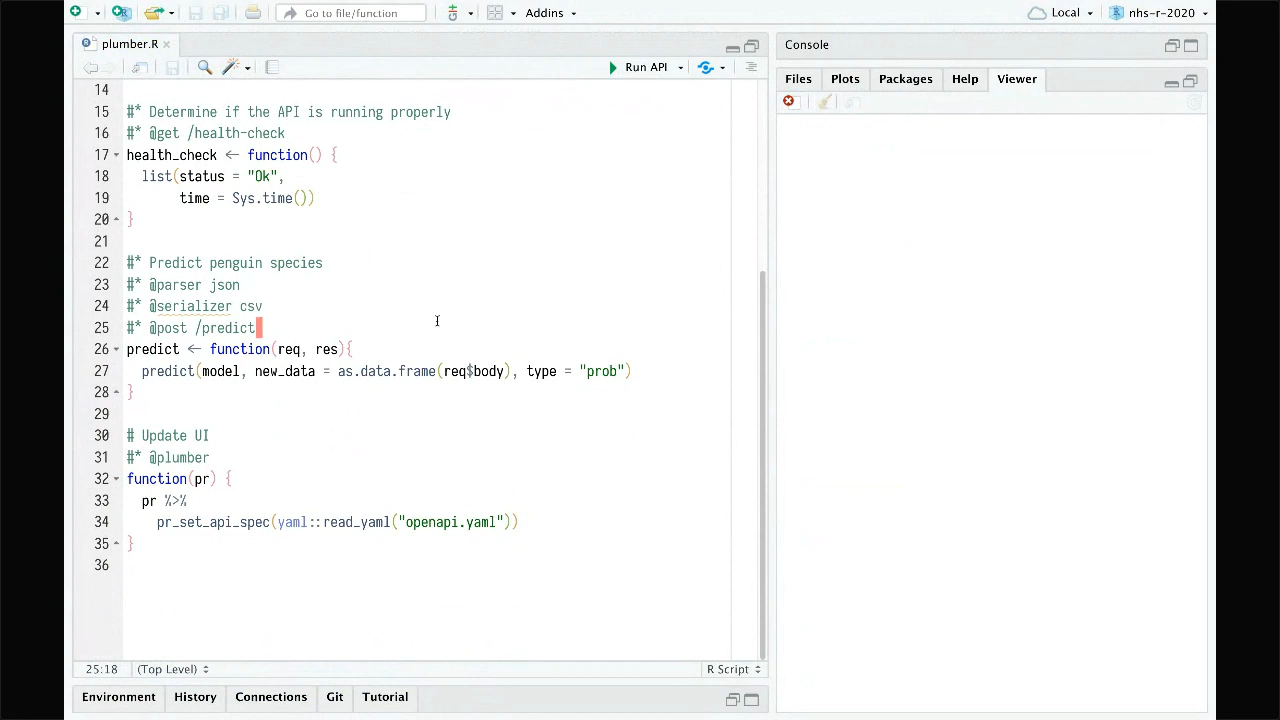 Go to file/function
Addins
Local
nhs-r-2020
plumber.R
Run API
14
15 #* Determine if the API is running properly
16 #* @get /health-check
17 health_check <- function() {
18 list(status = "Ok",
19 time = Sys.time())
20 }
21
22 #* Predict penguin species
23 #* @parser json
24 #* @serializer csv
25 #* @post /predict
26 predict <- function(req, res){
27 predict(model, new_data = as.data.frame(req$body), type = "prob")
28 }
29
30 # Update UI
31 #* @plumber
32 function(pr) {
33 pr %>%
34 pr_set_api_spec(yaml::read_yaml("openapi.yaml"))
35 }
36
25:18 (Top Level) R Script
Environment History Connections Git Tutorial
Console
Files Plots Packages Help Viewer